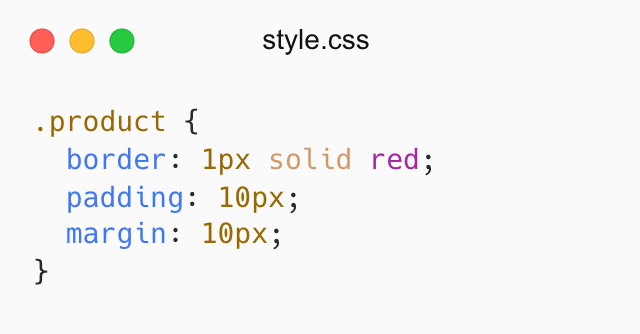 style.css
.product {
  border: 1px solid red;
  padding: 10px;
  margin: 10px;
}